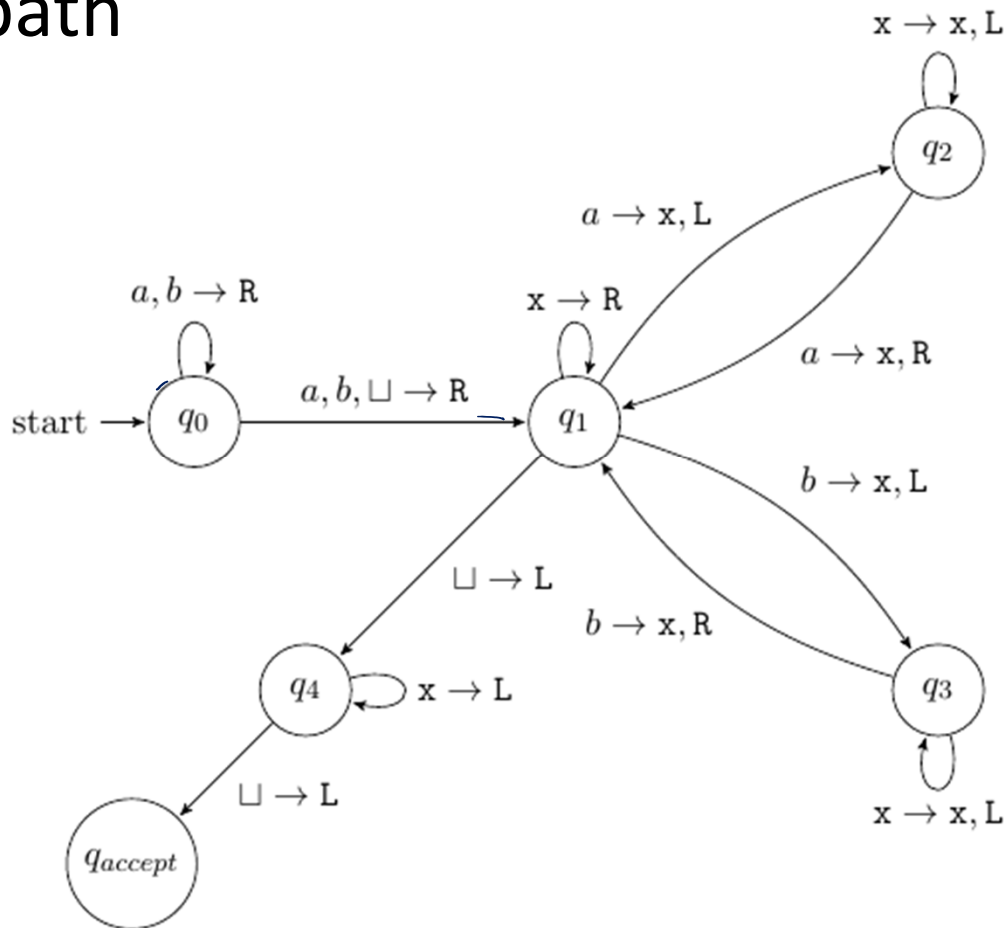 path
x → x, L
q2
a → x, L
a, b → R
x → R
a → x, R
a, b, ⊔ → R
start
q0
q1
b → x, L
⊔ → L
b → x, R
q4
x → L
q3
⊔ → L
x → x, L
qaccept